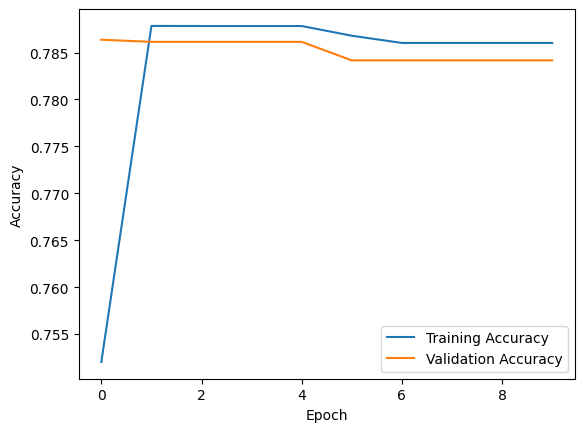 0.785
0.780
0.775
0.770
0.765
0.760
0.755
Accuracy
0 2 4 6 8
Epoch
Training Accuracy
Validation Accuracy